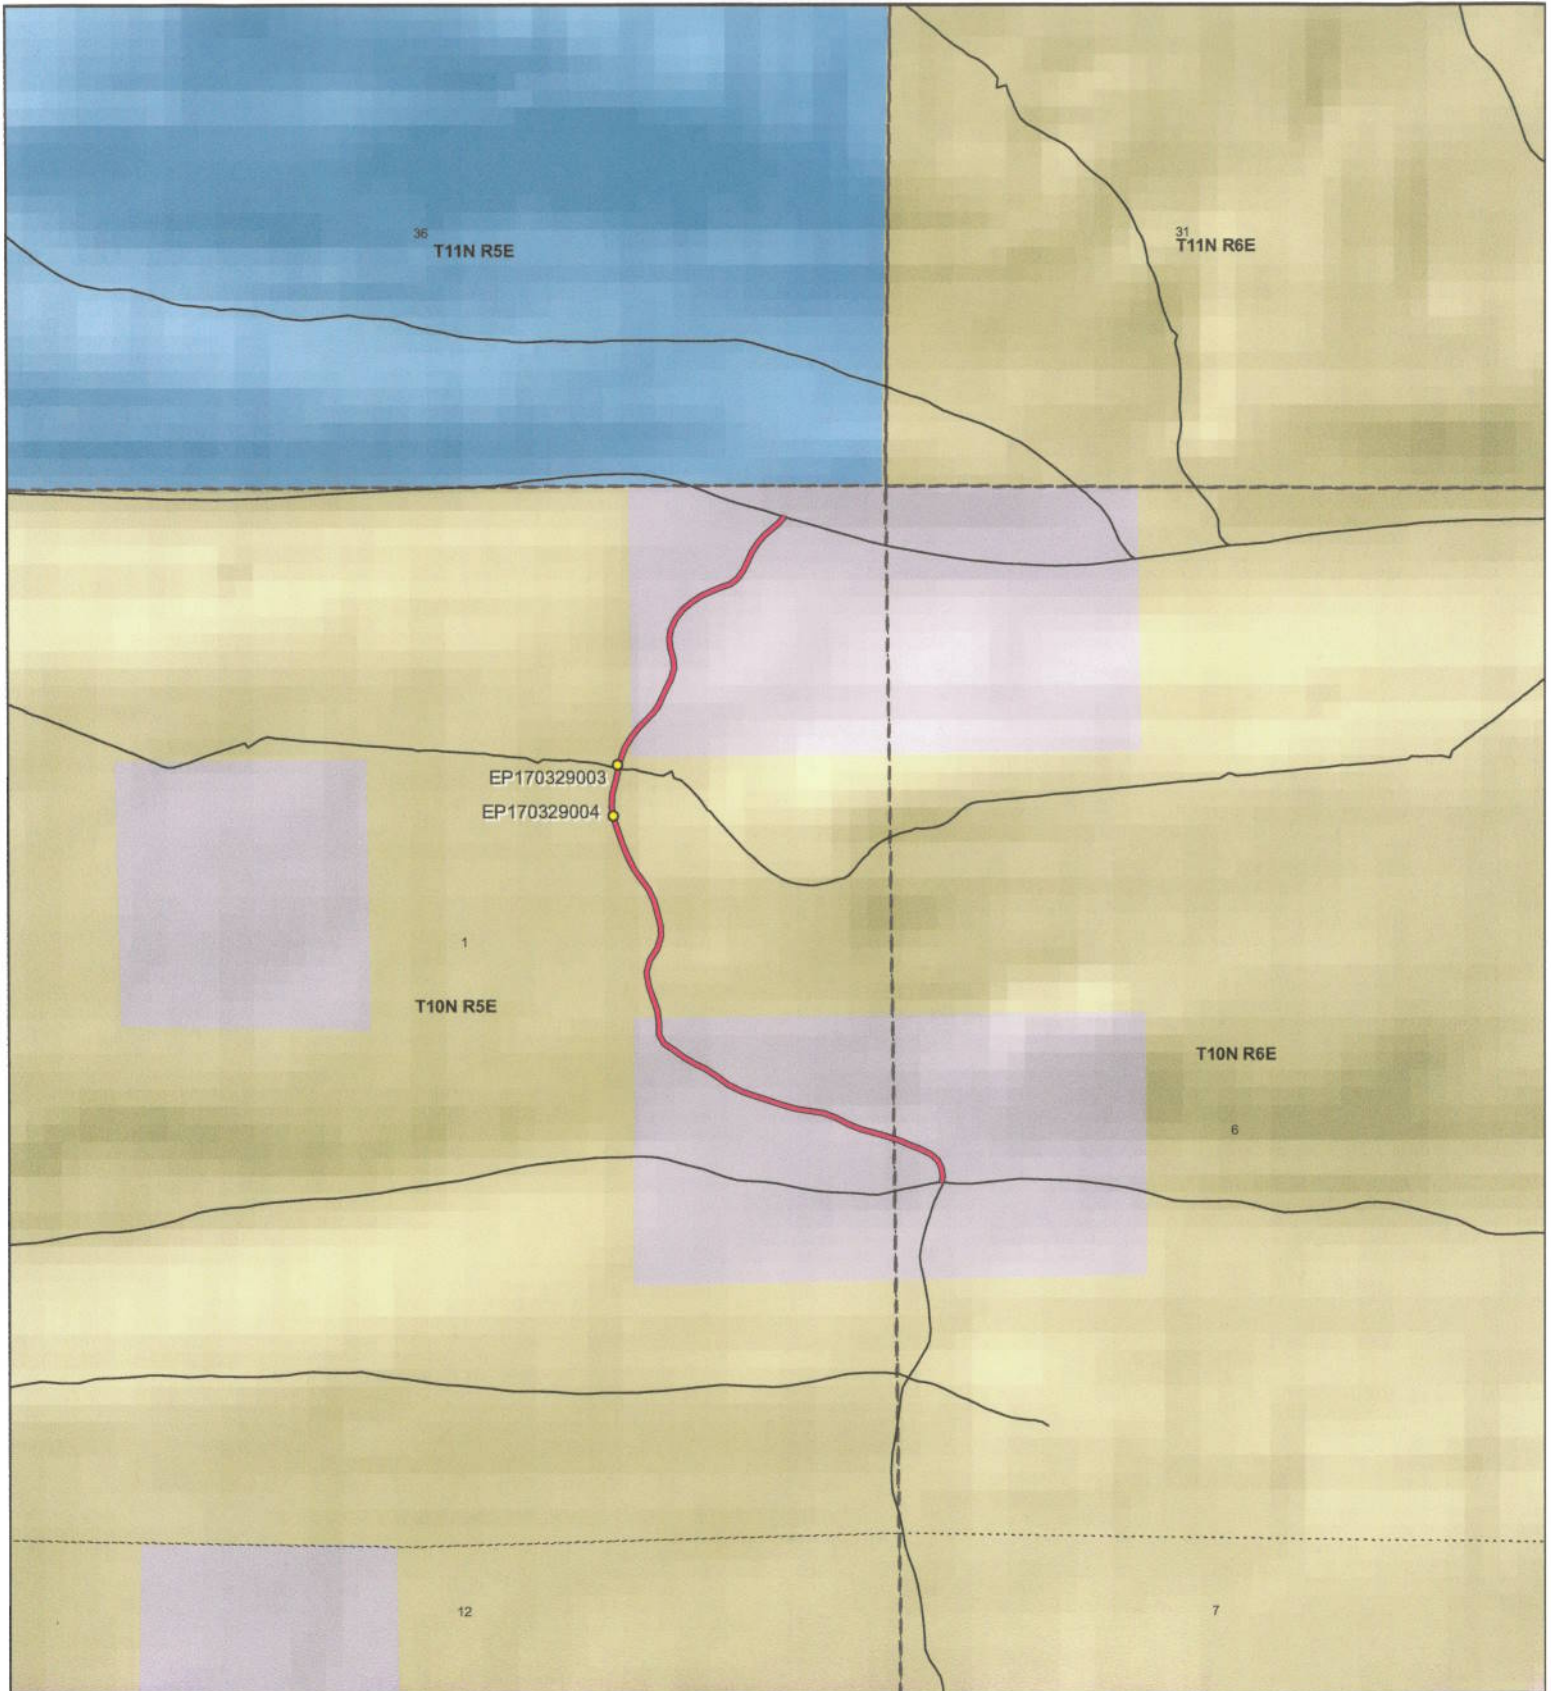 36
T11N R5E
31
T11N R6E
EP170329003
EP170329004
1
T10N R5E
T10N R6E
6
12
7